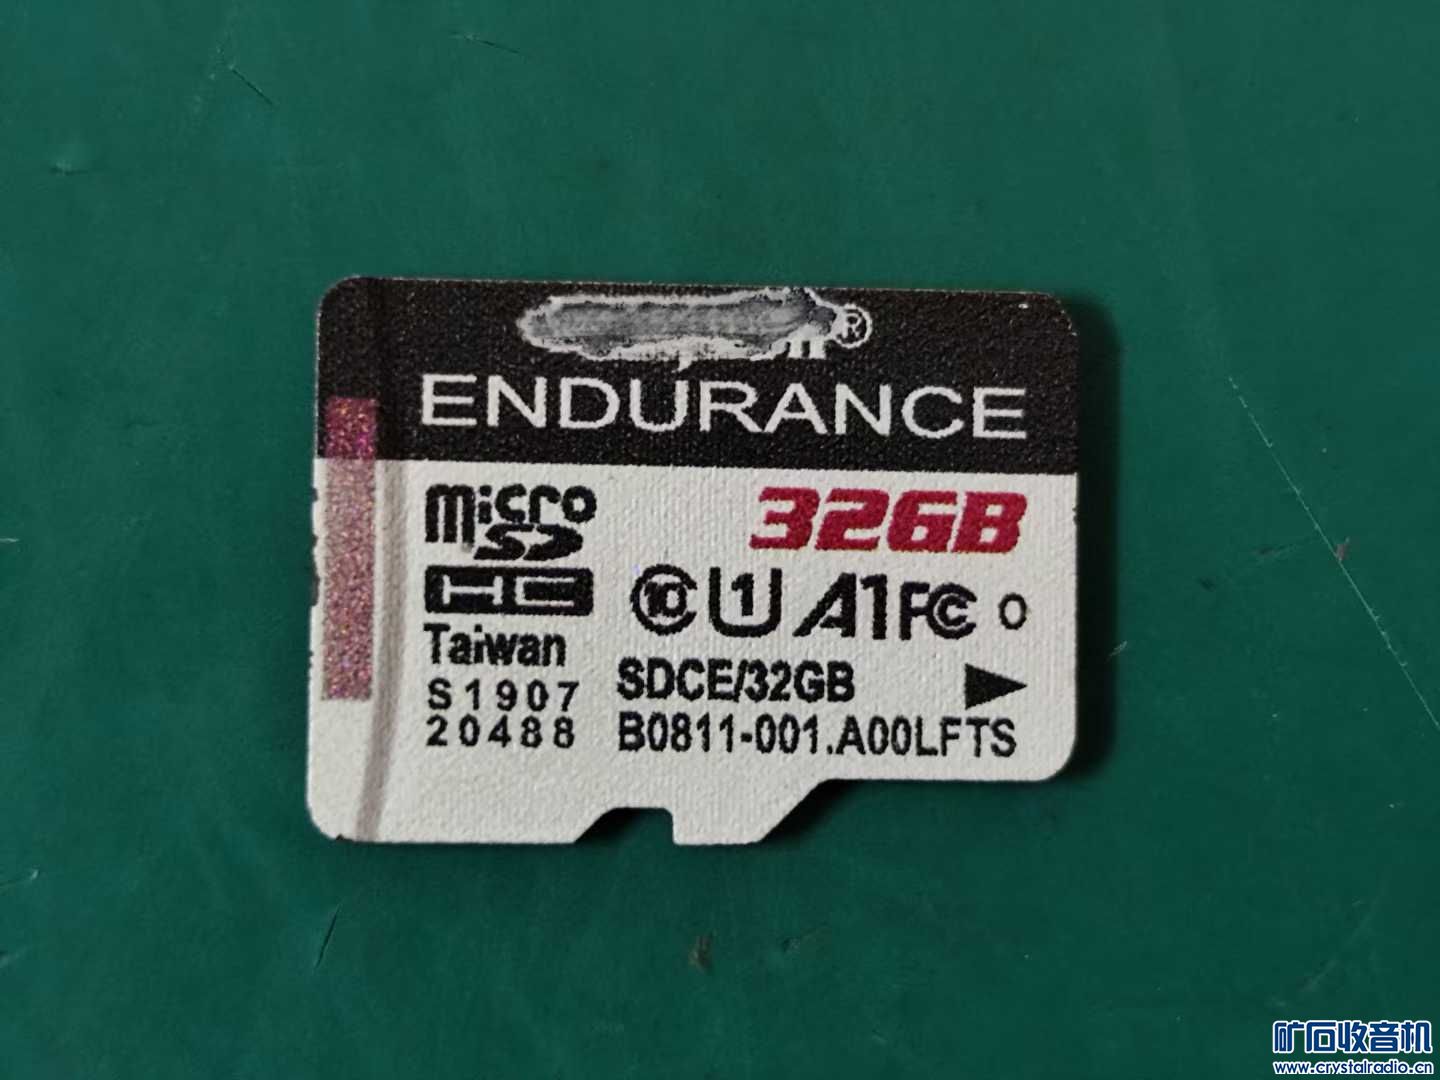 ®
ENDURANCE
micro
SD
HC
32GB
10 U1 A1 FC O
Taiwan
S1907
20488
SDCE/32GB
B0811-001.A00LFTS
矿石收音机
www.crystalradio.cn